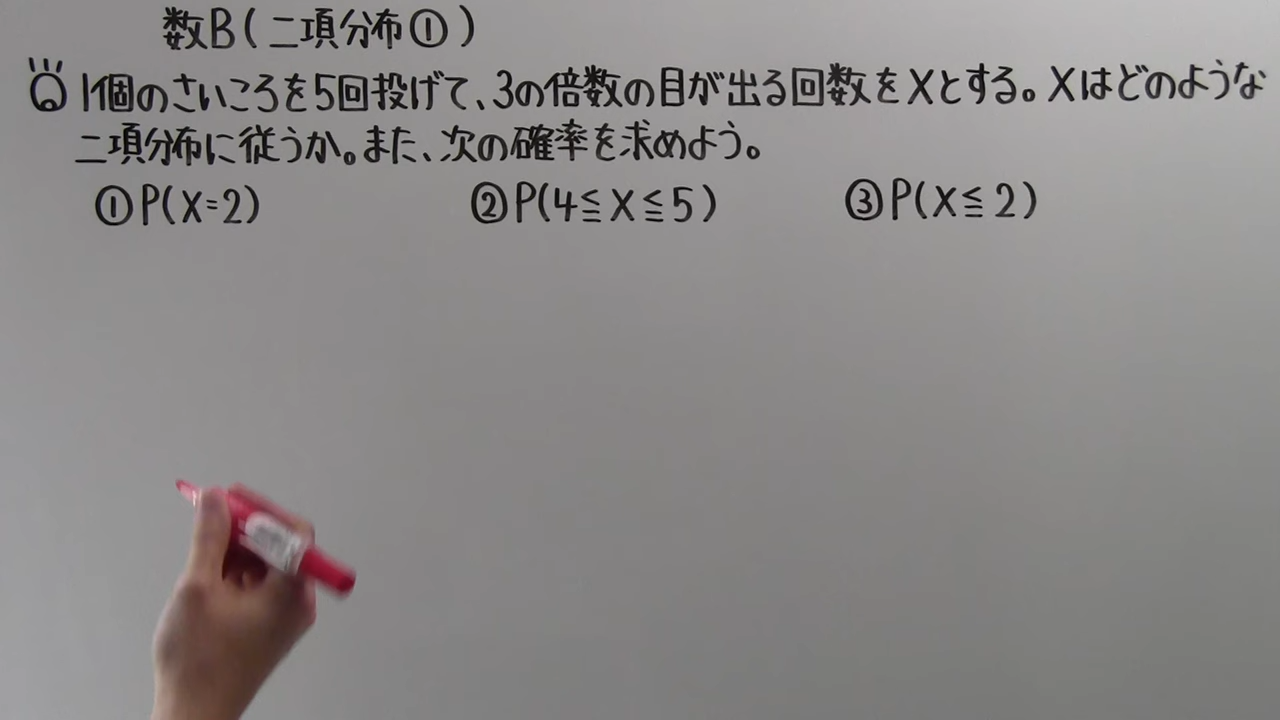 数B(二項分布①)
1個のさいころを5回投げて、3の倍数の目が出る回数をXとする。Xはどのような
二項分布に従うか。また、次の確率を求めよう。
①P(X=2) ②P(4≦X≦5) ③P(X≦2)